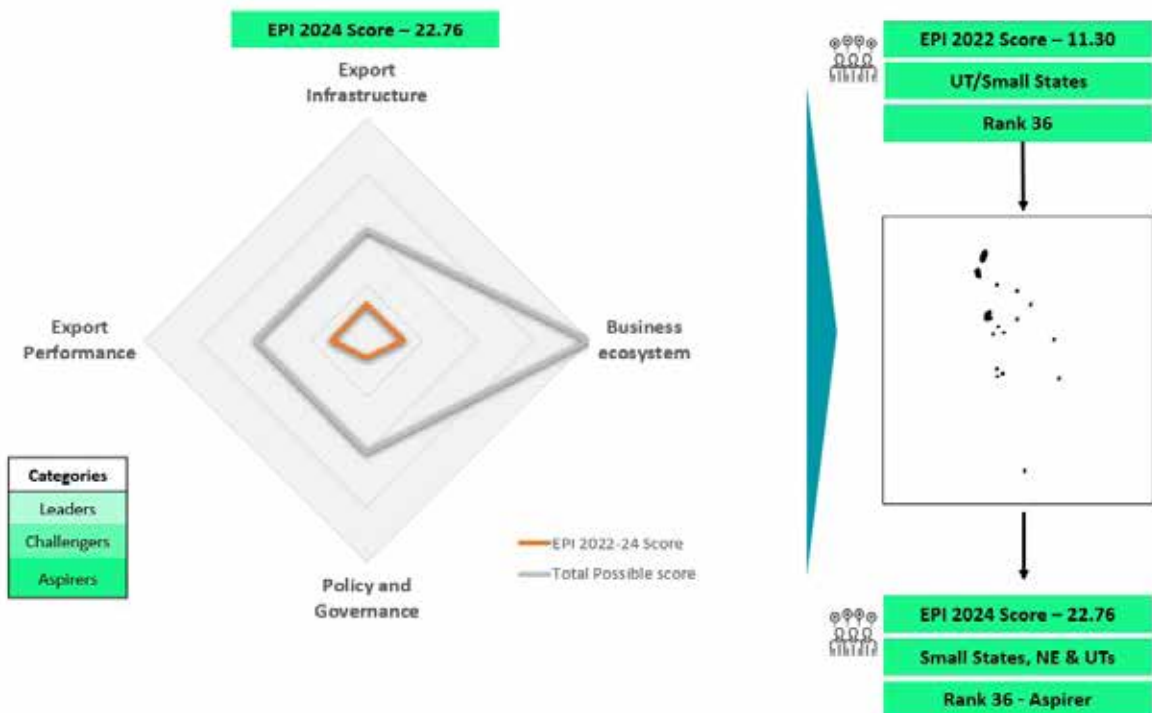 EPI 2024 Score – 22.76
Export
Infrastructure
Export
Performance
Business
ecosystem
Policy and
Governance
Categories
Leaders
Challengers
Aspirers
EPI 2022-24 Score
Total Possible score
EPI 2022 Score – 11.30
UT/Small States
Rank 36
EPI 2024 Score – 22.76
Small States, NE & UTs
Rank 36 - Aspirer